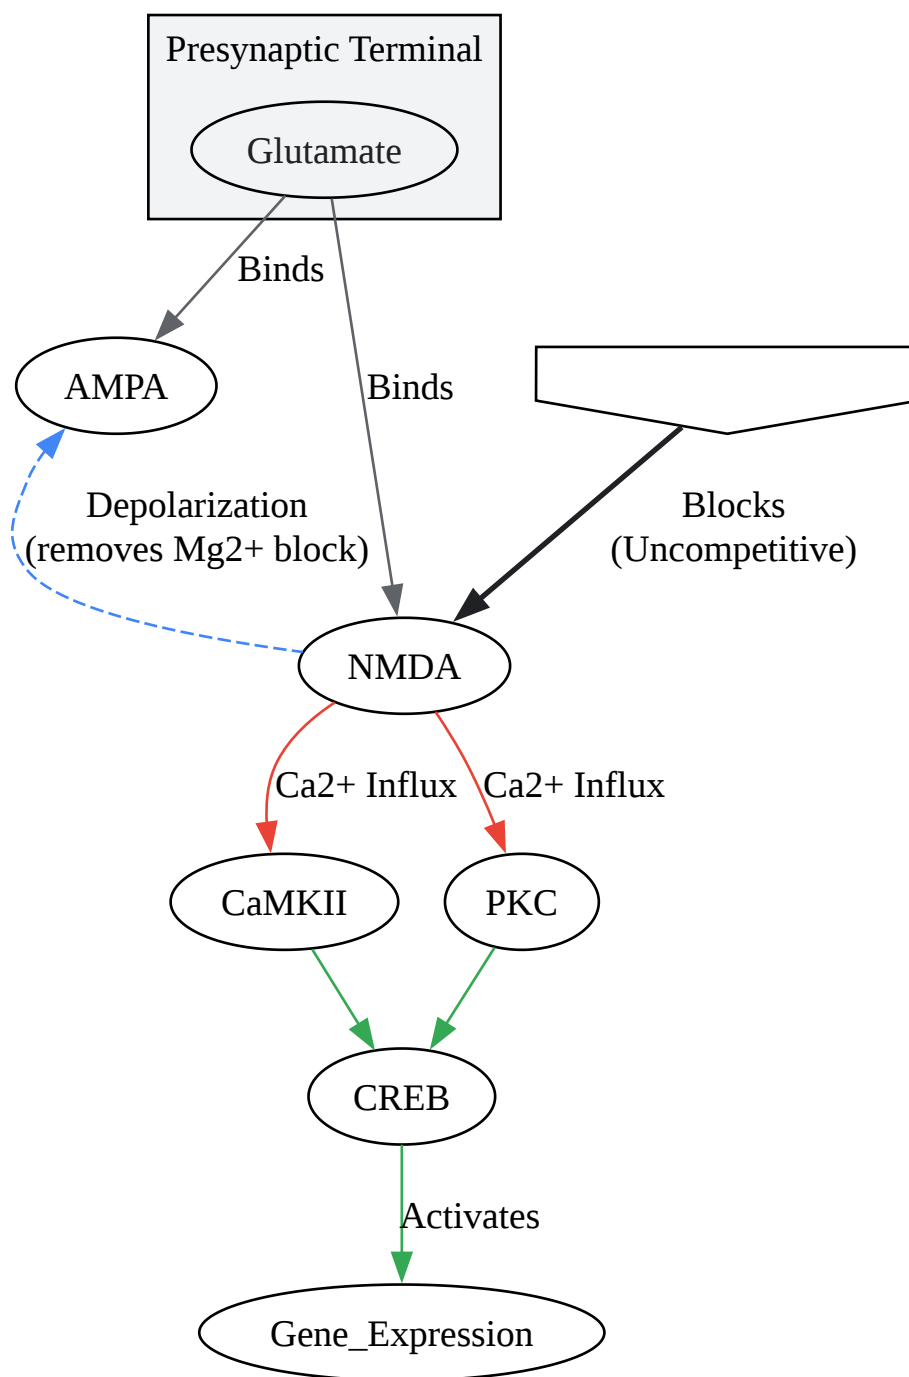 Presynaptic Terminal
Glutamate
Binds
AMPA
Binds
Depolarization
(removes Mg2+ block)
Blocks
(Uncompetitive)
NMDA
Ca2+ Influx
Ca2+ Influx
CaMKII
PKC
CREB
Activates
Gene_Expression